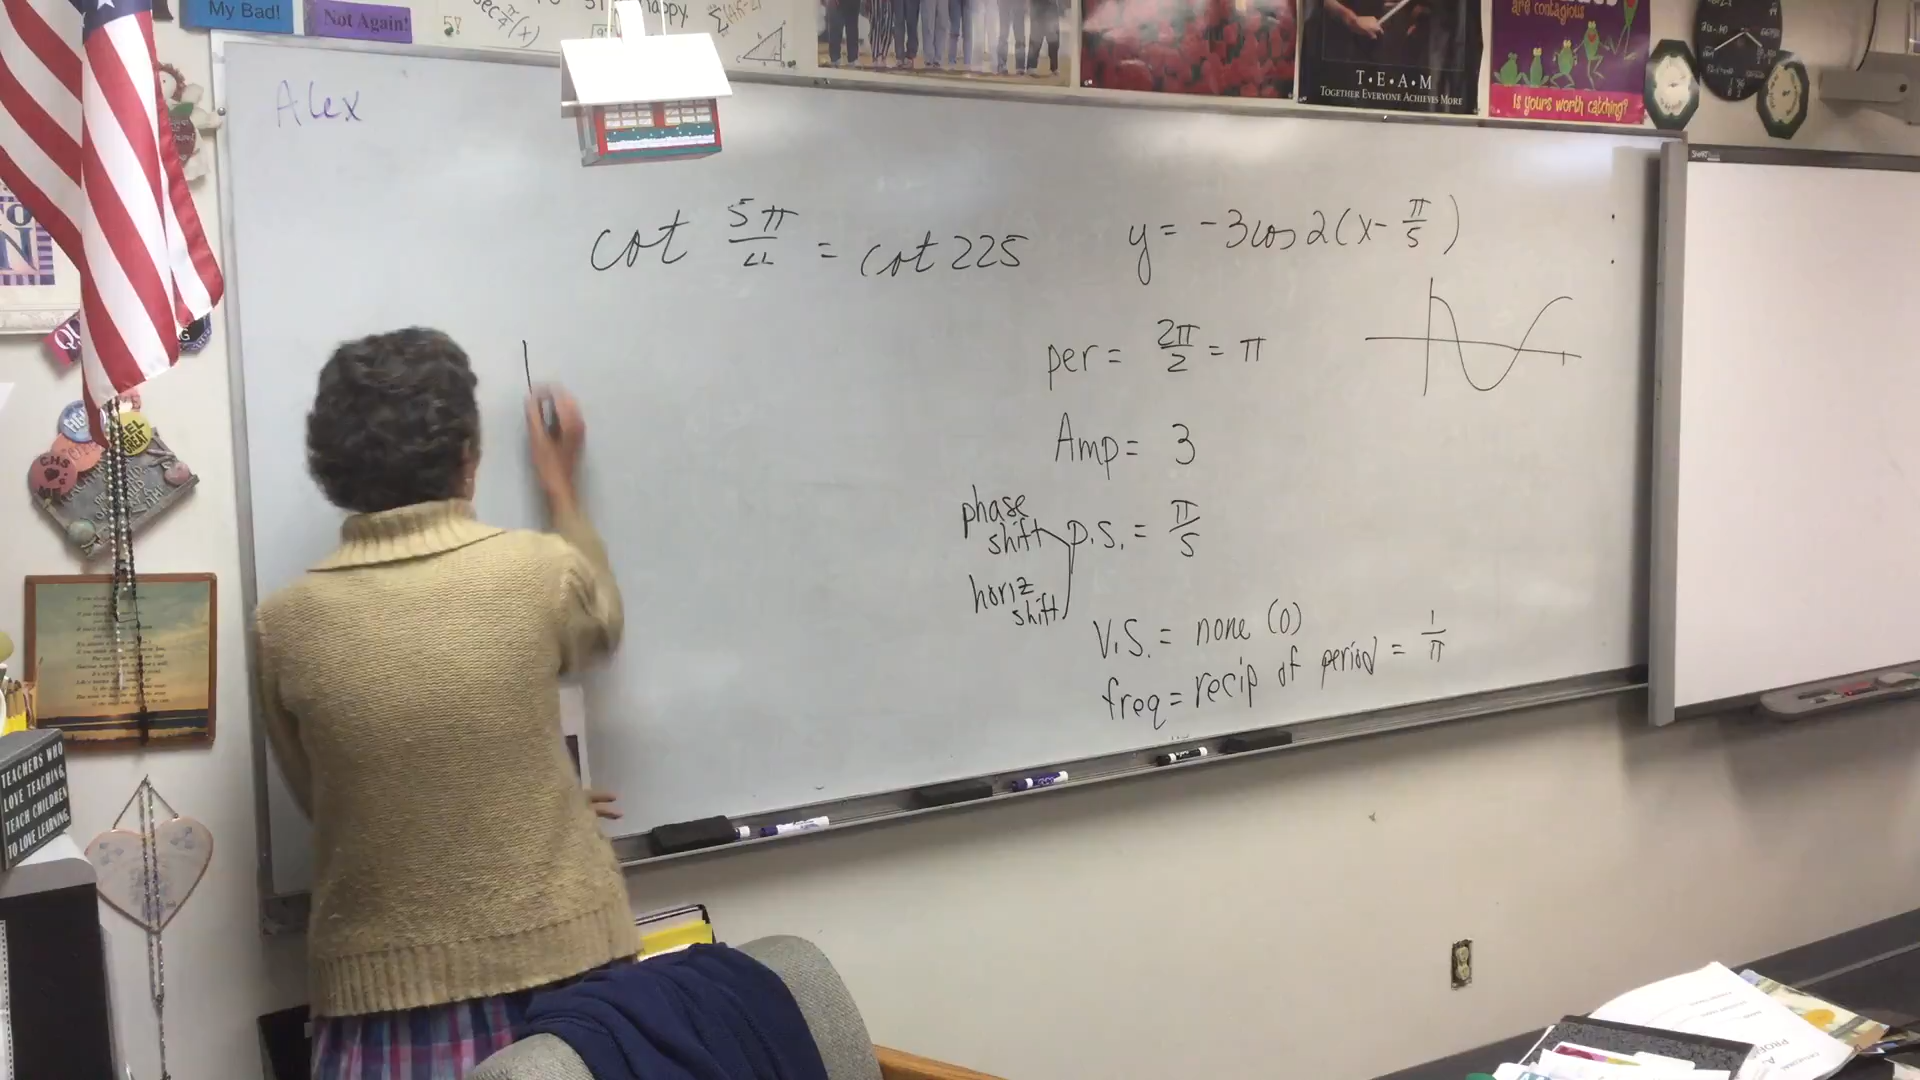 My Bad!
Not Again!
T•E•A•M
TOGETHER EVERYONE ACHIEVES MORE
are contagious
Is yours worth catching?
Alex
cot 5π/4 = cot 225
y = -3cos 2(x - π/5)
per = 2π/2 = π
Amp = 3
phase
shift
p.s. = π/5
horiz
shift
V.S. = none (0)
freq = recip of period = 1/π
CHS
TEACHERS WHO
LOVE TEACHING,
TEACH CHILDREN
TO LOVE LEARNING.